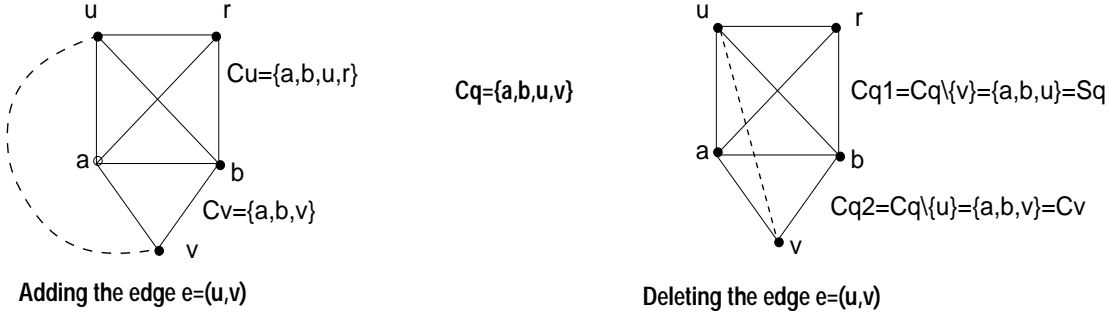 u
r
Cu={a,b,u,r}
a
b
Cv={a,b,v}
v
Adding the edge e=(u,v)
Cq={a,b,u,v}
u
r
Cq1=Cq\{v}={a,b,u}=Sq
a
b
Cq2=Cq\{u}={a,b,v}=Cv
v
Deleting the edge e=(u,v)